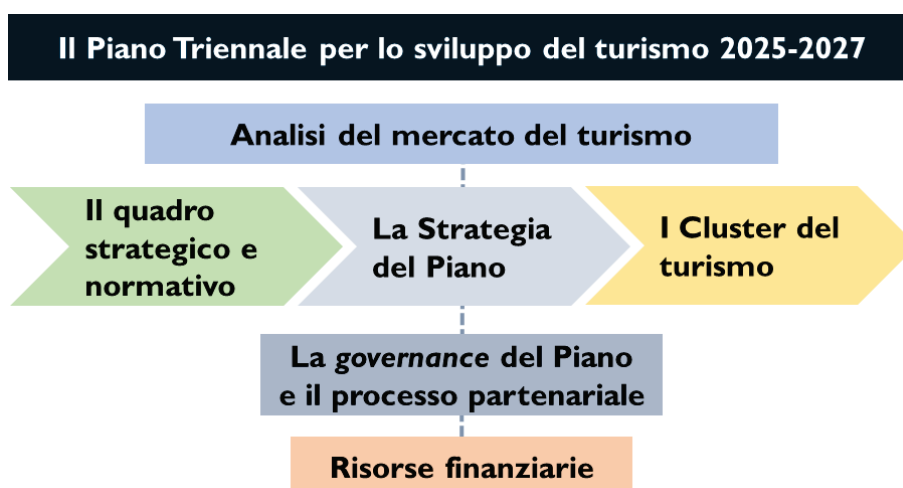 Il Piano Triennale per lo sviluppo del turismo 2025-2027
Analisi del mercato del turismo
Il quadro
strategico e
normativo
La Strategia
del Piano
I Cluster del
turismo
La governance del Piano
e il processo partenariale
Risorse finanziarie